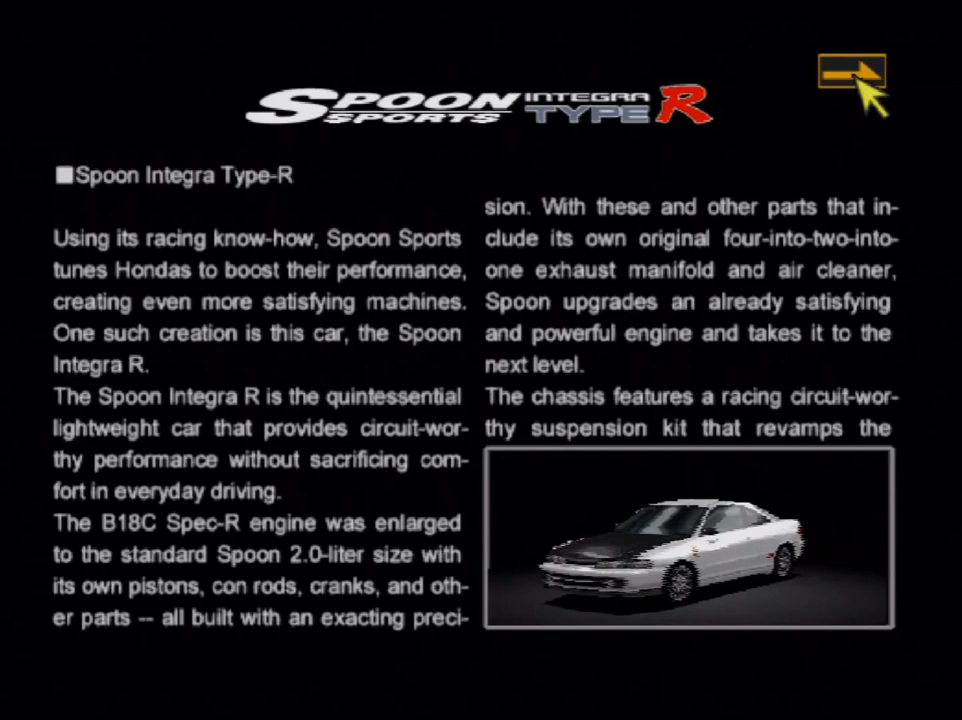 SPOON SPORTS INTEGRA TYPE R
■Spoon Integra Type-R
Using its racing know-how, Spoon Sports
tunes Hondas to boost their performance,
creating even more satisfying machines.
One such creation is this car, the Spoon
Integra R.
The Spoon Integra R is the quintessential
lightweight car that provides circuit-wor-
thy performance without sacrificing com-
fort in everyday driving.
The B18C Spec-R engine was enlarged
to the standard Spoon 2.0-liter size with
its own pistons, con rods, cranks, and oth-
er parts -- all built with an exacting preci-
sion. With these and other parts that in-
clude its own original four-into-two-into-
one exhaust manifold and air cleaner,
Spoon upgrades an already satisfying
and powerful engine and takes it to the
next level.
The chassis features a racing circuit-wor-
thy suspension kit that revamps the